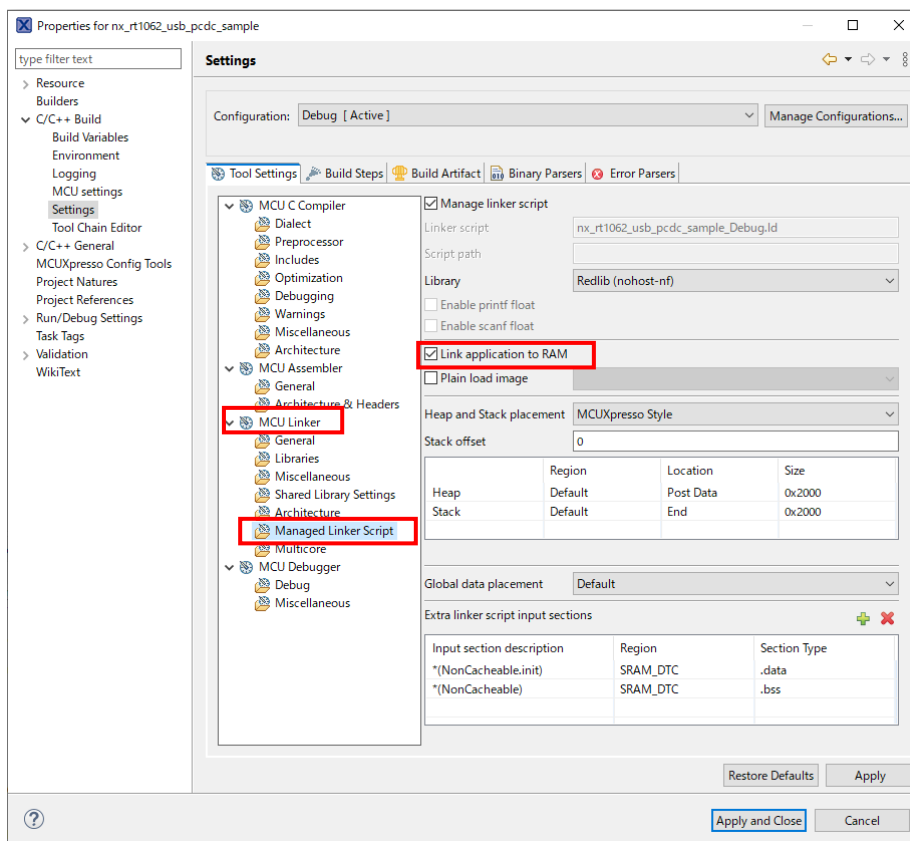 Properties for nx_rt1062_usb_pcdc_sample
type filter text
Resource
Builders
C/C++ Build
Build Variables
Environment
Logging
MCU settings
Settings
Tool Chain Editor
C/C++ General
MCUXpresso Config Tools
Project Natures
Project References
Run/Debug Settings
Task Tags
Validation
WikiText
Settings
Configuration: Debug [ Active ] Manage Configurations...
Tool Settings Build Steps Build Artifact Binary Parsers Error Parsers
MCU C Compiler
Dialect
Preprocessor
Includes
Optimization
Debugging
Warnings
Miscellaneous
Architecture
MCU Assembler
General
Architecture & Headers
MCU Linker
General
Libraries
Miscellaneous
Shared Library Settings
Architecture
Managed Linker Script
Multicore
MCU Debugger
Debug
Miscellaneous
Manage linker script
Linker script nx_rt1062_usb_pcdc_sample_Debug.ld
Script path
Library Redlib (nohost-nf)
Enable printf float
Enable scanf float
Link application to RAM
Plain load image
Heap and Stack placement MCUXpresso Style
Stack offset 0
Region Location Size
Heap Default Post Data 0x2000
Stack Default End 0x2000
Global data placement Default
Extra linker script input sections
Input section description Region Section Type
*(NonCacheable.init) SRAM_DTC .data
*(NonCacheable) SRAM_DTC .bss
Restore Defaults Apply
Apply and Close Cancel